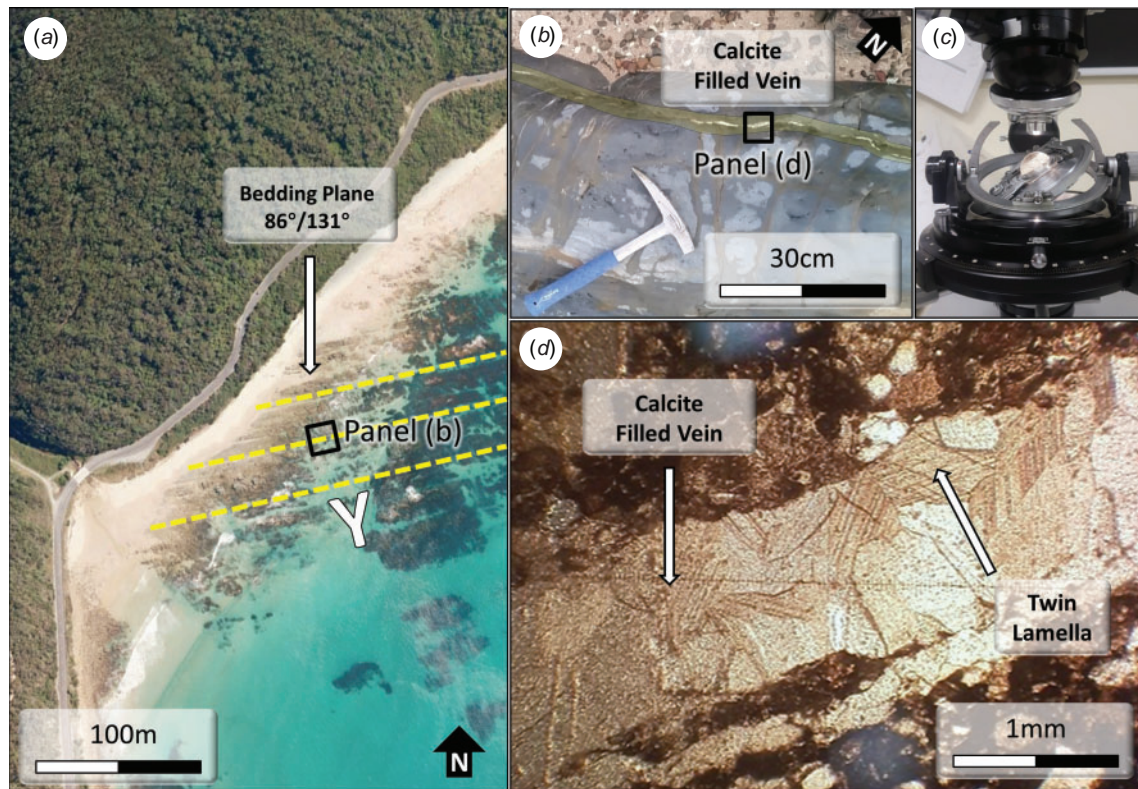 (a)
Bedding Plane
86°/131°
Panel (b)
Y
100m
N
(b)
N
Calcite
Filled Vein
Panel (d)
30cm
(c)
(d)
Calcite
Filled Vein
Twin
Lamella
1mm